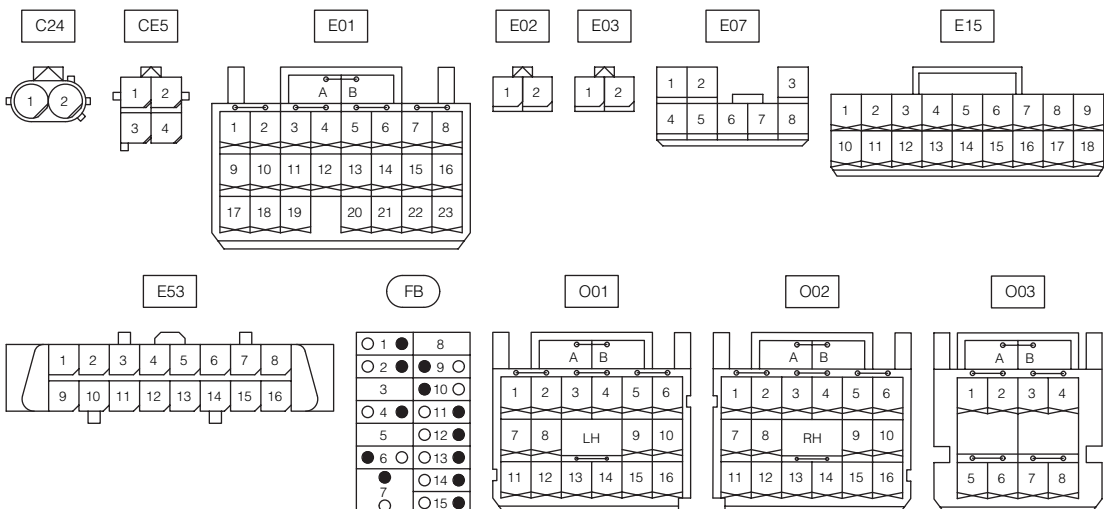 C24 CE5 E01 E02 E03 E07 E15
1 2
1 2
3 4
A B
1 2 3 4 5 6 7 8
9 10 11 12 13 14 15 16
17 18 19 20 21 22 23
1 2
1 2
1 2 3
4 5 6 7 8
1 2 3 4 5 6 7 8 9
10 11 12 13 14 15 16 17 18
E53 FB O01 O02 O03
1 2 3 4 5 6 7 8
9 10 11 12 13 14 15 16
1 8
2 9
3 10
4 11
5 12
6 13
7 14
15
A B
1 2 3 4 5 6
7 8 LH 9 10
11 12 13 14 15 16
A B
1 2 3 4 5 6
7 8 RH 9 10
11 12 13 14 15 16
A B
1 2 3 4
5 6 7 8